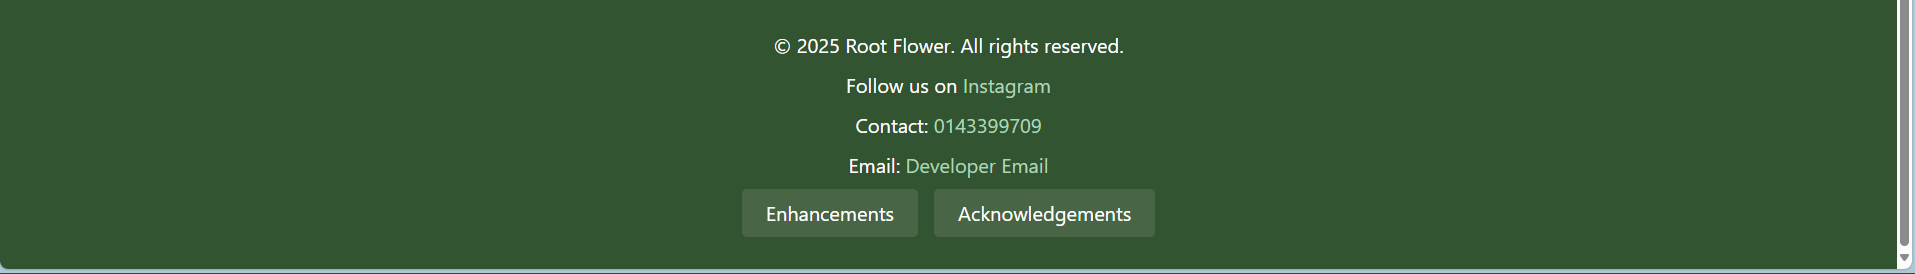 © 2025 Root Flower. All rights reserved.
Follow us on Instagram
Contact: 0143399709
Email: Developer Email
Enhancements Acknowledgements